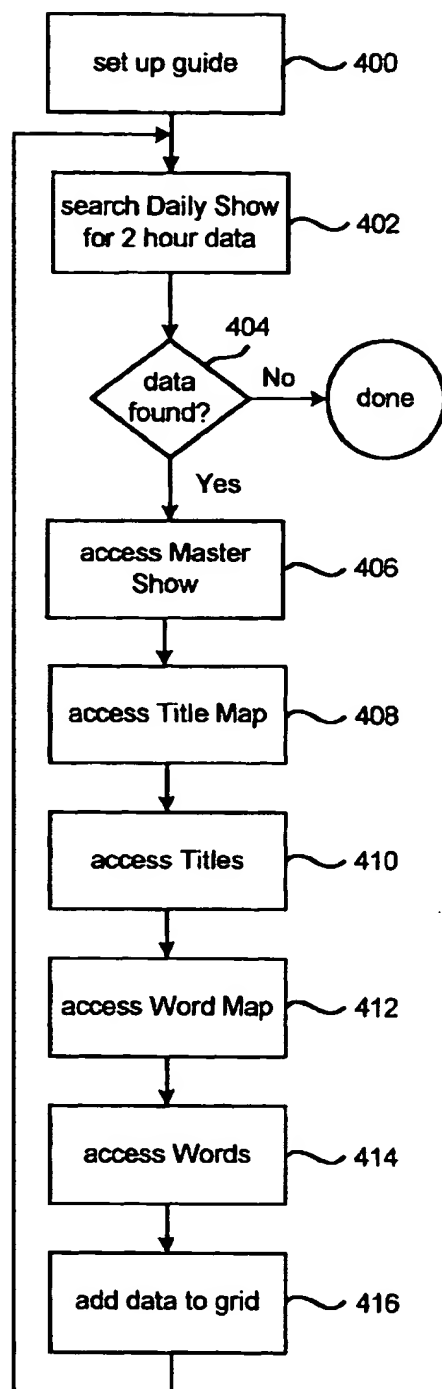 set up guide
400
search Daily Show
for 2 hour data
402
404
data
found?
No
done
Yes
access Master
Show
406
access Title Map
408
access Titles
410
access Word Map
412
access Words
414
add data to grid
416